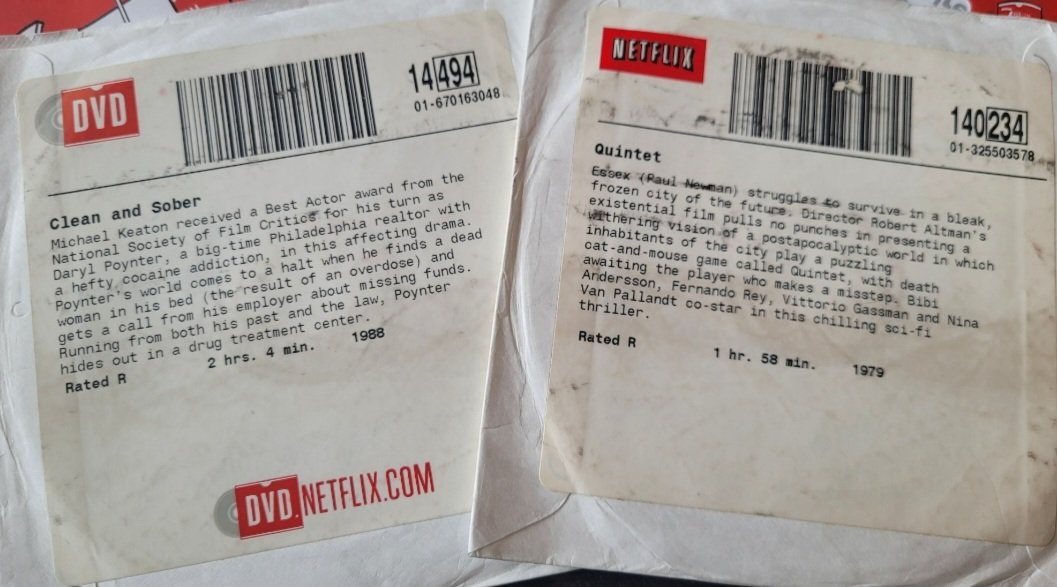 DVD
14 494
01-670163048
Clean and Sober
Michael Keaton received a Best Actor award from the
National Society of Film Critics for his turn as
Daryl Poynter, a big-time Philadelphia realtor with
a hefty cocaine addiction, in this affecting drama.
Poynter's world comes to a halt when he finds a dead
woman in his bed (the result of an overdose) and
gets a call from his employer about missing funds.
Running from both his past and the law, Poynter
hides out in a drug treatment center.
Rated R 2 hrs. 4 min. 1988
DVD.NETFLIX.COM
NETFLIX
140 234
01-325503578
Quintet
Essex (Paul Newman) struggles to survive in a bleak,
frozen city of the future. Director Robert Altman's
existential film pulls no punches in presenting a
withering vision of a postapocalyptic world in which
inhabitants of the city play a puzzling
cat-and-mouse game called Quintet, with death
awaiting the player who makes a misstep. Bibi
Andersson, Fernando Rey, Vittorio Gassman and Nina
Van Pallandt co-star in this chilling sci-fi
thriller.
Rated R 1 hr. 58 min. 1979